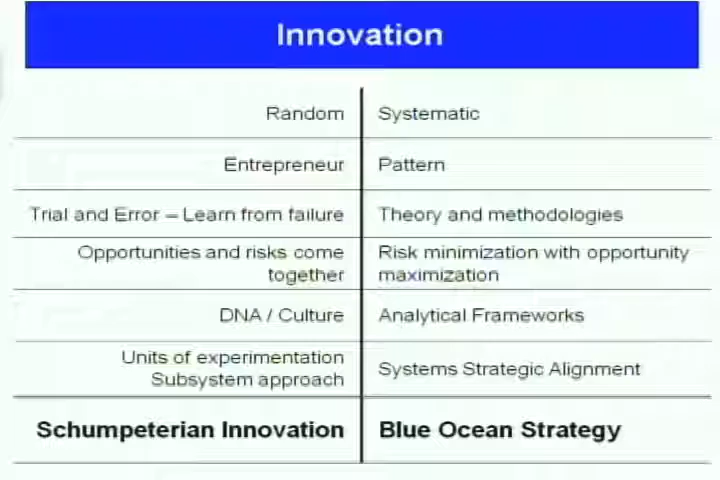 Innovation
Random
Systematic
Entrepreneur
Pattern
Trial and Error – Learn from failure
Theory and methodologies
Opportunities and risks come
together
Risk minimization with opportunity
maximization
DNA / Culture
Analytical Frameworks
Units of experimentation
Subsystem approach
Systems Strategic Alignment
Schumpeterian Innovation
Blue Ocean Strategy